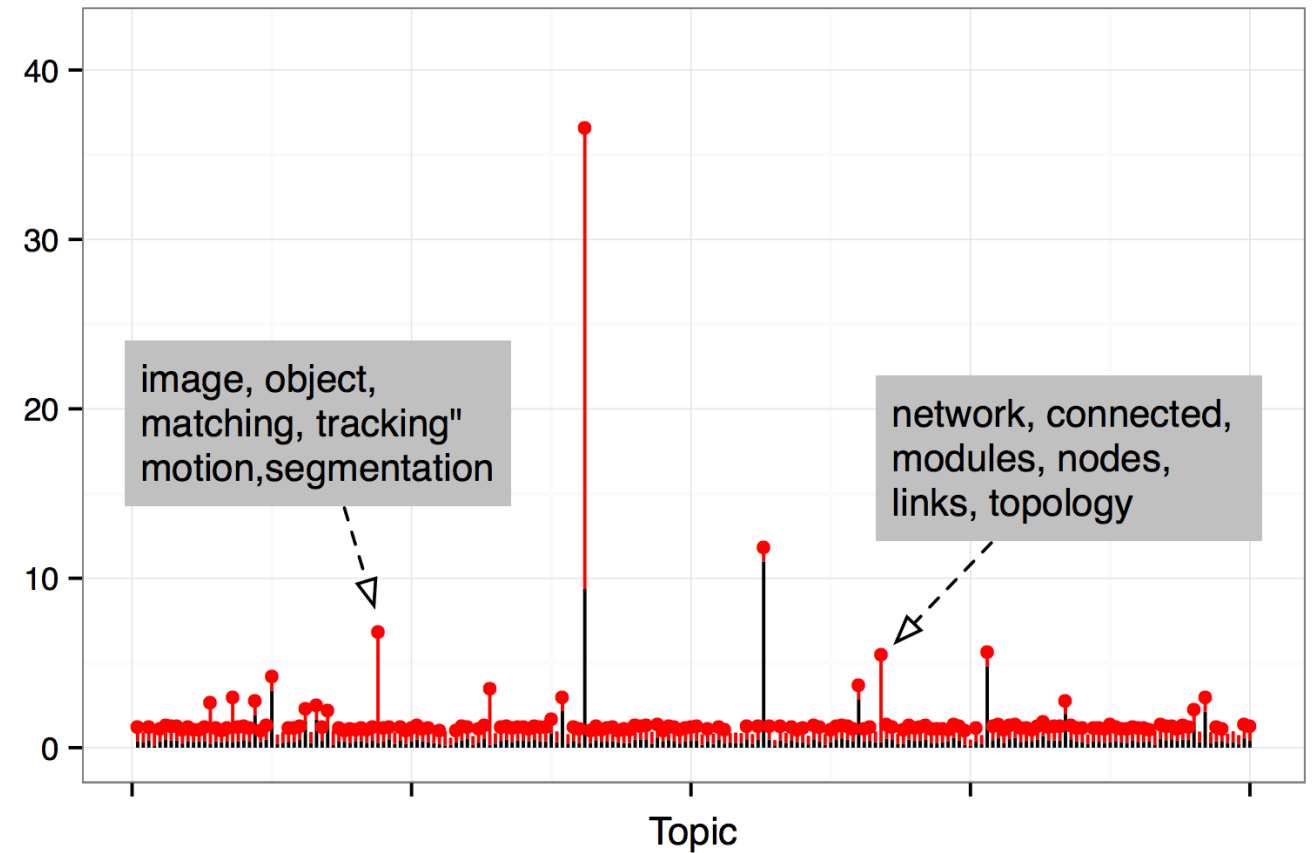 40
30
20
10
0
image, object,
matching, tracking"
motion,segmentation
network, connected,
modules, nodes,
links, topology
Topic